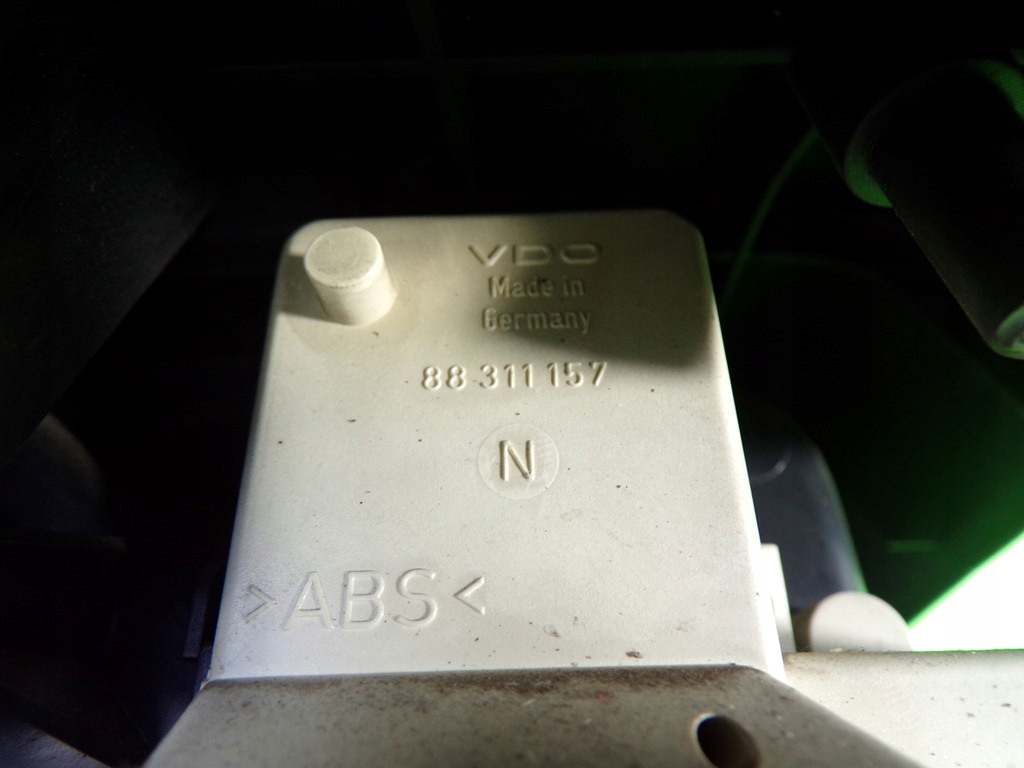 VDO
Made in
Germany
88 311 157
N
>ABS<